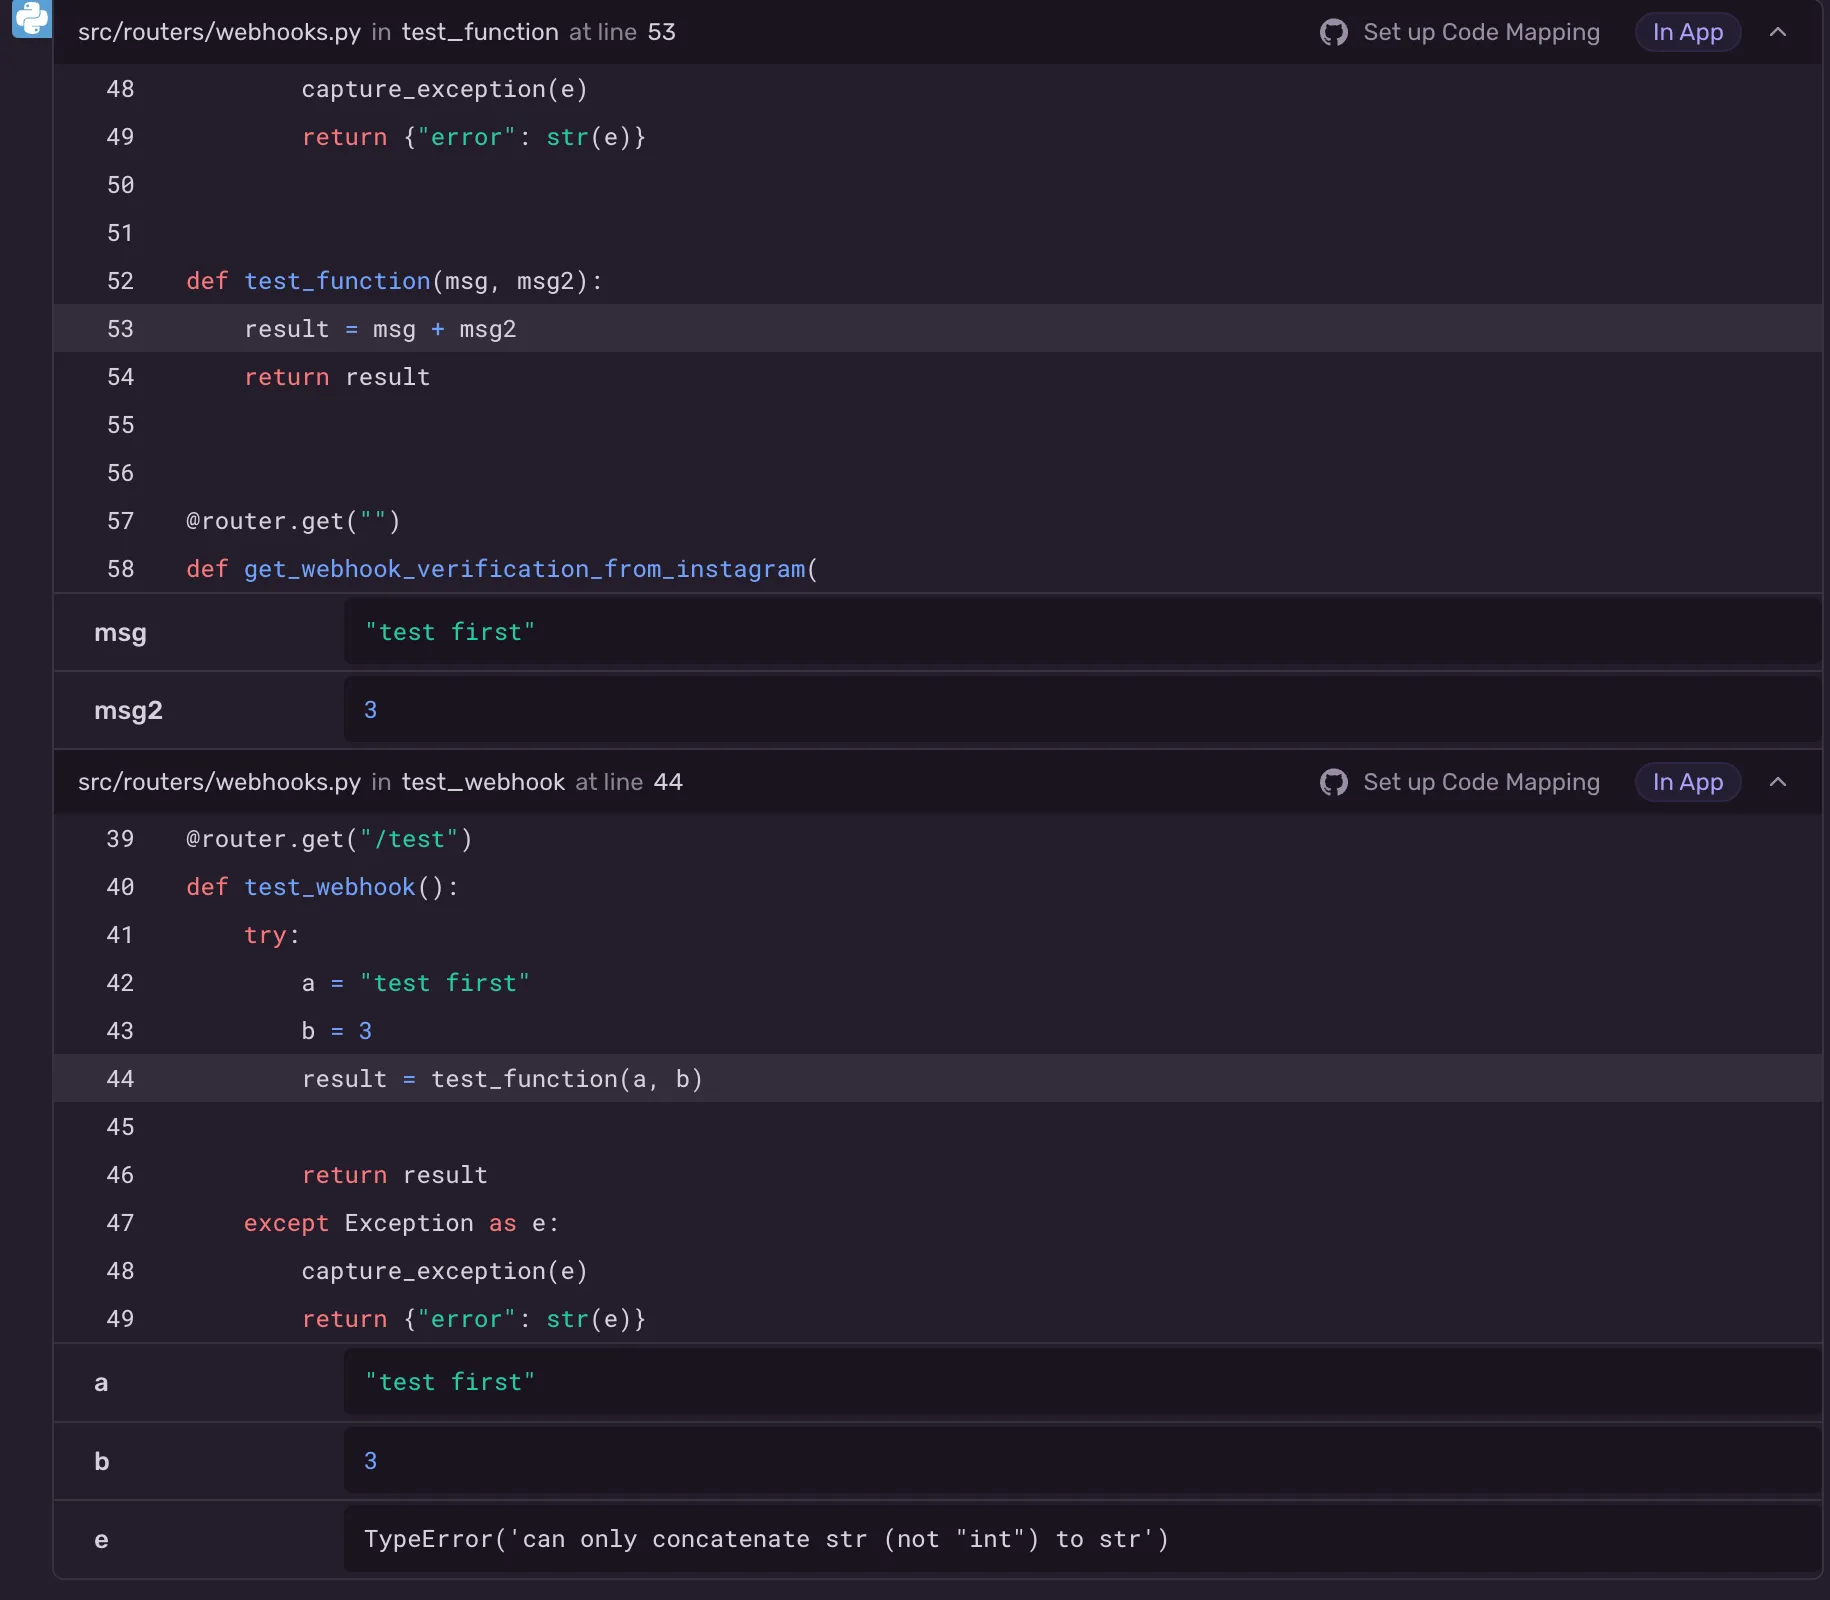 src/routers/webhooks.py in test_function at line 53 Set up Code Mapping In App
48 capture_exception(e)
49 return {"error": str(e)}
50
51
52 def test_function(msg, msg2):
53 result = msg + msg2
54 return result
55
56
57 @router.get("")
58 def get_webhook_verification_from_instagram(
msg "test first"
msg2 3
src/routers/webhooks.py in test_webhook at line 44 Set up Code Mapping In App
39 @router.get("/test")
40 def test_webhook():
41 try:
42 a = "test first"
43 b = 3
44 result = test_function(a, b)
45
46 return result
47 except Exception as e:
48 capture_exception(e)
49 return {"error": str(e)}
a "test first"
b 3
e TypeError('can only concatenate str (not "int") to str')